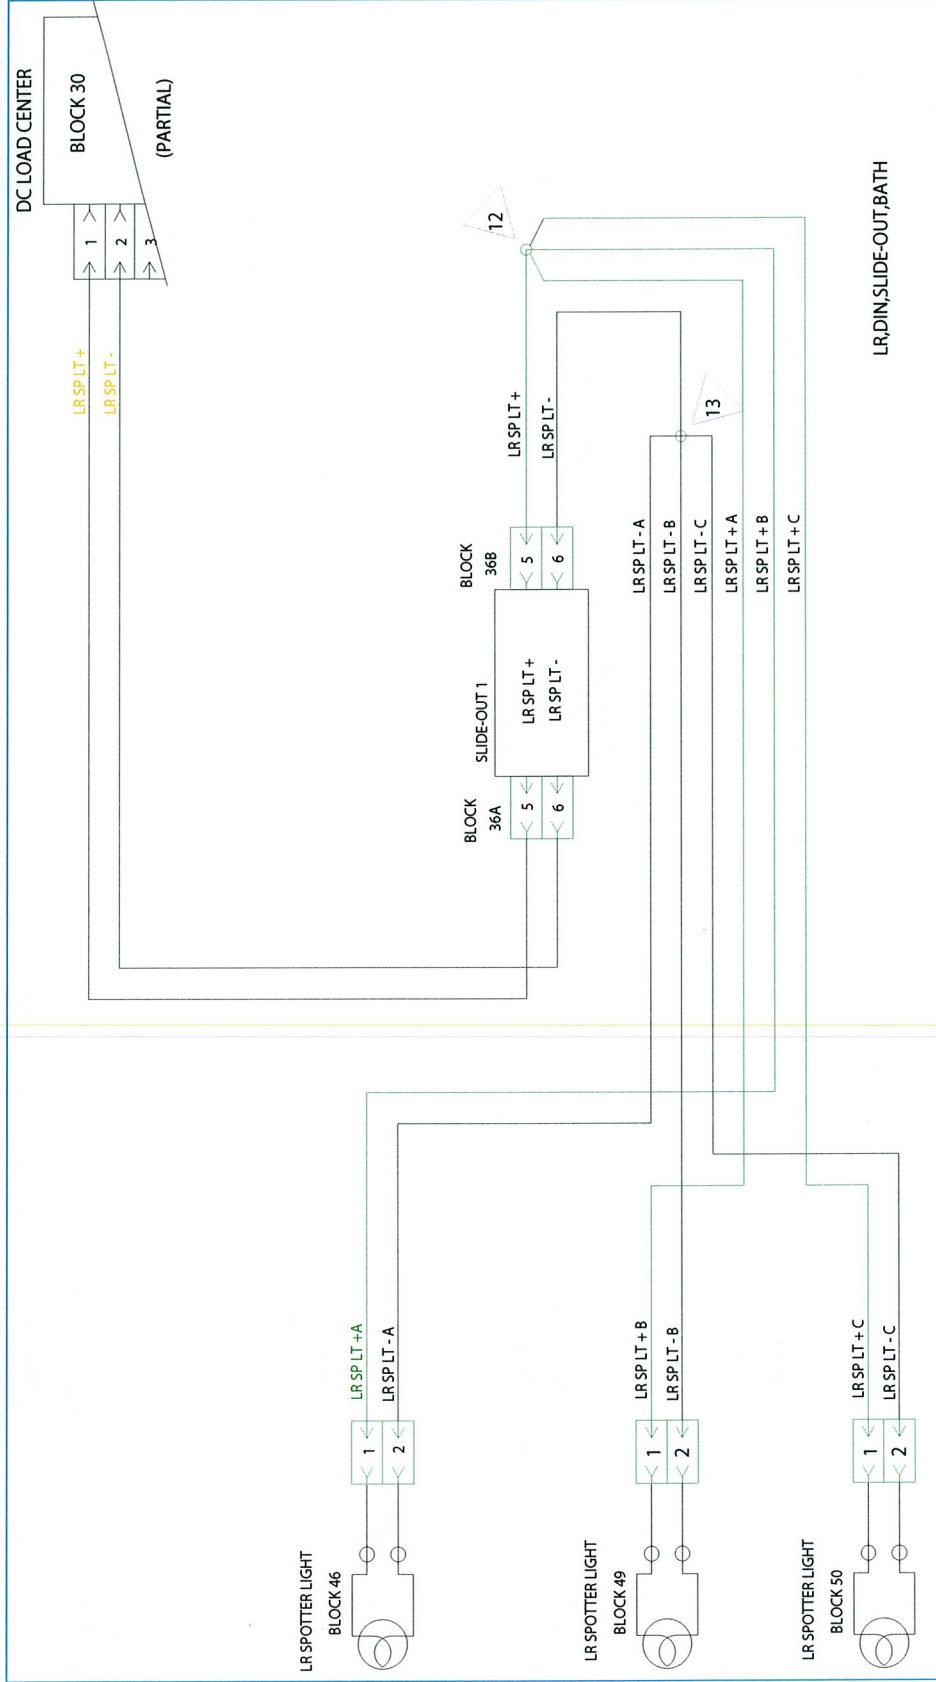 DC LOAD CENTER
BLOCK 30
(PARTIAL)
1
2
3
LR SP LT +
LR SP LT -
12
LR SP LT +
LR SP LT -
13
BLOCK
36B
5
6
SLIDE-OUT 1
LR SP LT +
LR SP LT -
BLOCK
36A
5
6
LR SP LT - A
LR SP LT - B
LR SP LT - C
LR SP LT + A
LR SP LT + B
LR SP LT + C
LR SP LT +A
LR SP LT - A
1
2
LR SPOTTER LIGHT
BLOCK 46
LR SP LT + B
LR SP LT - B
1
2
LR SPOTTER LIGHT
BLOCK 49
LR SP LT + C
LR SP LT - C
1
2
LR SPOTTER LIGHT
BLOCK 50
LR,DIN,SLIDE-OUT,BATH